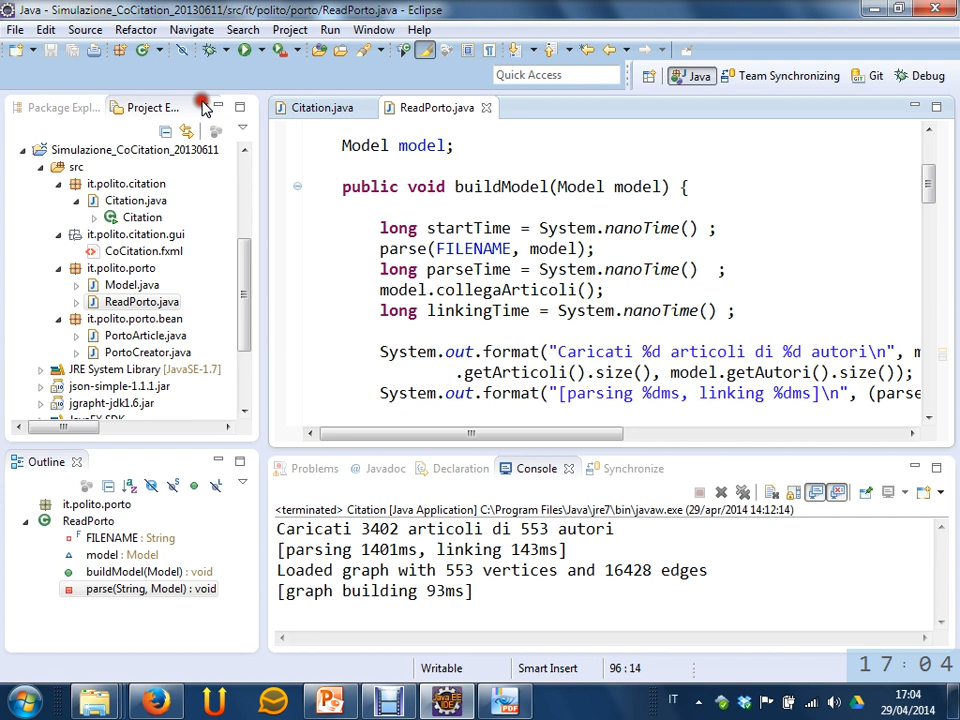 Java - Simulazione_CoCitation_20130611/src/it/polito/porto/ReadPorto.java - Eclipse
File Edit Source Refactor Navigate Search Project Run Window Help
Quick Access
Java Team Synchronizing Git Debug
Package Expl... Project E...
Simulazione_CoCitation_20130611
src
it.polito.citation
Citation.java
Citation
it.polito.citation.gui
CoCitation.fxml
it.polito.porto
Model.java
ReadPorto.java
it.polito.porto.bean
PortoArticle.java
PortoCreator.java
JRE System Library [JavaSE-1.7]
json-simple-1.1.1.jar
jgrapht-jdk1.6.jar
Citation.java ReadPorto.java
Model model;
public void buildModel(Model model) {
long startTime = System.nanoTime() ;
parse(FILENAME, model);
long parseTime = System.nanoTime() ;
model.collegaArticoli();
long linkingTime = System.nanoTime() ;
System.out.format("Caricati %d articoli di %d autori\n", m
.getArticoli().size(), model.getAutori().size());
System.out.format("[parsing %dms, linking %dms]\n", (parse
Outline
it.polito.porto
ReadPorto
FILENAME : String
model : Model
buildModel(Model) : void
parse(String, Model) : void
Problems @ Javadoc Declaration Console Synchronize
<terminated> Citation [Java Application] C:\Program Files\Java\jre7\bin\javaw.exe (29/apr/2014 14:12:14)
Caricati 3402 articoli di 553 autori
[parsing 1401ms, linking 143ms]
Loaded graph with 553 vertices and 16428 edges
[graph building 93ms]
Writable Smart Insert 96 : 14
17:04
IT
17:04
29/04/2014